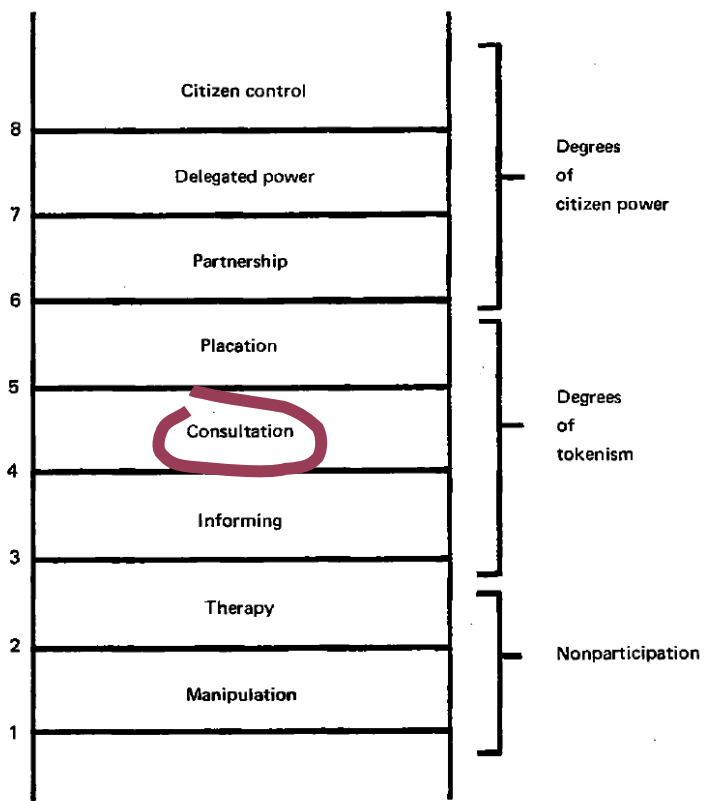 Citizen control
8
Delegated power
7
Partnership
6
Placation
5
Consultation
4
Informing
3
Therapy
2
Manipulation
1
Degrees
of
citizen power
Degrees
of
tokenism
Nonparticipation